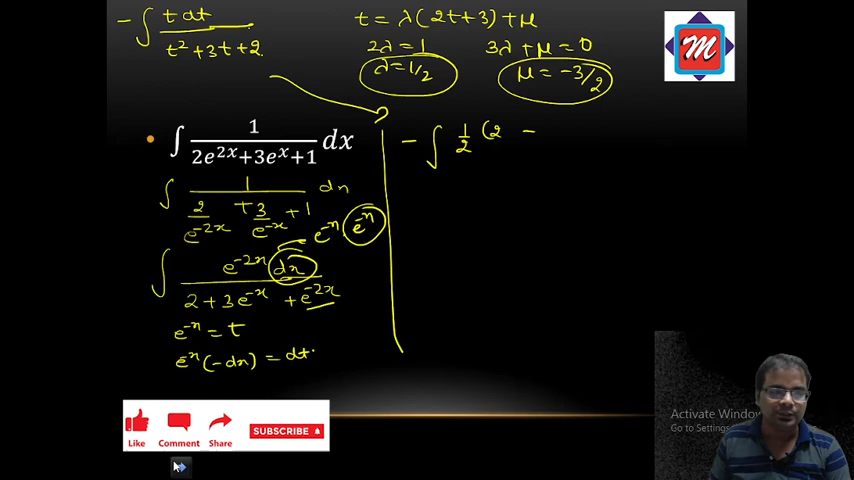 - ∫ t dt / t² + 3t + 2
t = λ(2t+3) + μ
2λ = 1   3λ + μ = 0
λ = 1/2   μ = -3/2
M
• ∫ 1 / 2e^{2x}+3e^x+1 dx
- ∫ 1/2 (2 -
∫ 1 / 2/e^{-2x} + 3/e^{-x} + 1 dx
e^{-x} e^{-x}
∫ e^{-2x} dx / 2 + 3e^{-x} + e^{-2x}
e^{-x} = t
e^{-x}(-dx) = dt
Like Comment Share SUBSCRIBE
Activate Window
Go to Settings